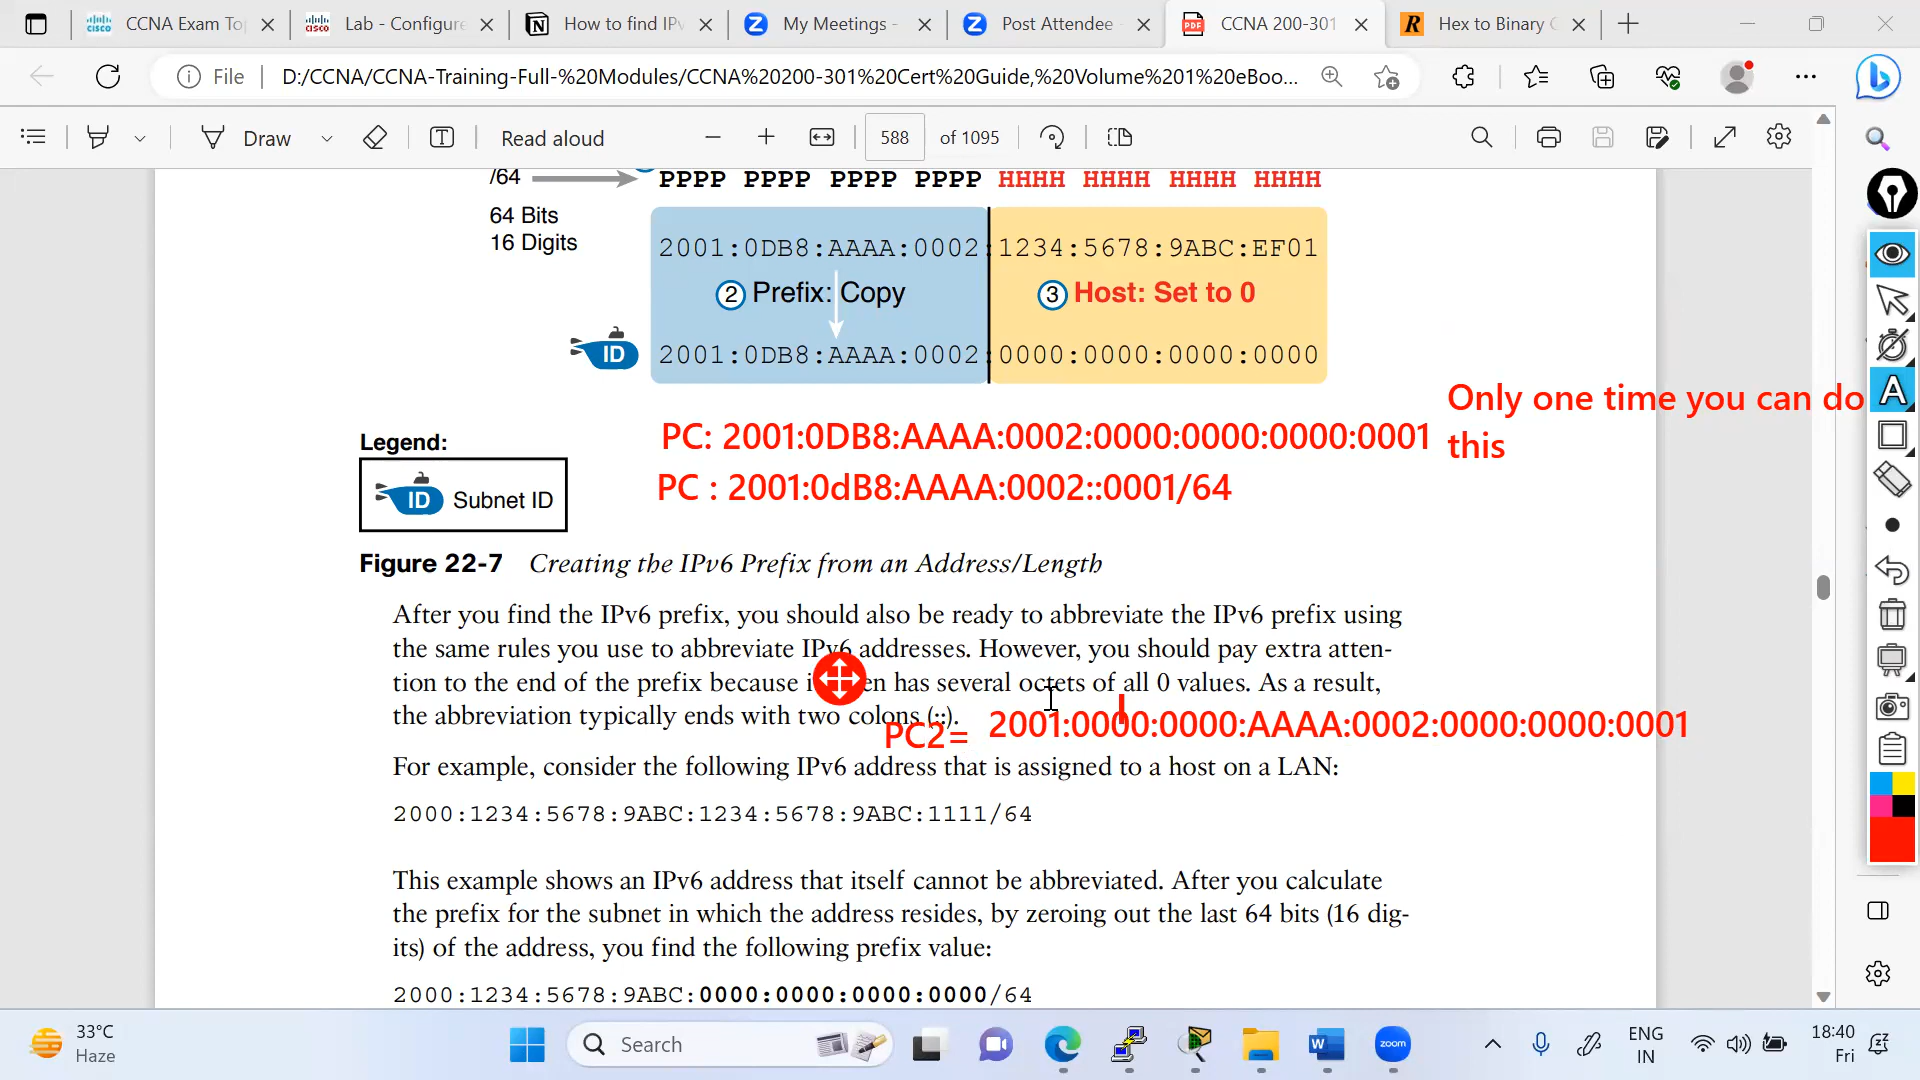 CCNA Exam To
Lab - Configure
How to find IPv
My Meetings -
Post Attendee -
CCNA 200-301
Hex to Binary C
File
D:/CCNA/CCNA-Training-Full-%20Modules/CCNA%20200-301%20Cert%20Guide,%20Volume%201%20eBoo...
Draw
Read aloud
588
of 1095
/64
PPPP PPPP PPPP PPPP HHHH HHHH HHHH HHHH
64 Bits
16 Digits
2001:0DB8:AAAA:0002:1234:5678:9ABC:EF01
2 Prefix: Copy
3 Host: Set to 0
ID
2001:0DB8:AAAA:0002:0000:0000:0000:0000
Only one time you can do
this
PC: 2001:0DB8:AAAA:0002:0000:0000:0000:0001
Legend:
ID Subnet ID
PC : 2001:0dB8:AAAA:0002::0001/64
Figure 22-7 Creating the IPv6 Prefix from an Address/Length
After you find the IPv6 prefix, you should also be ready to abbreviate the IPv6 prefix using
the same rules you use to abbreviate IPv6 addresses. However, you should pay extra atten-
tion to the end of the prefix because en has several octets of all 0 values. As a result,
the abbreviation typically ends with two colons (::).
PC2= 2001:0000:0000:AAAA:0002:0000:0000:0001
For example, consider the following IPv6 address that is assigned to a host on a LAN:
2000:1234:5678:9ABC:1234:5678:9ABC:1111/64
This example shows an IPv6 address that itself cannot be abbreviated. After you calculate
the prefix for the subnet in which the address resides, by zeroing out the last 64 bits (16 dig-
its) of the address, you find the following prefix value:
2000:1234:5678:9ABC:0000:0000:0000:0000/64
33°C
Haze
Search
zoom
ENG
IN
18:40
Fri